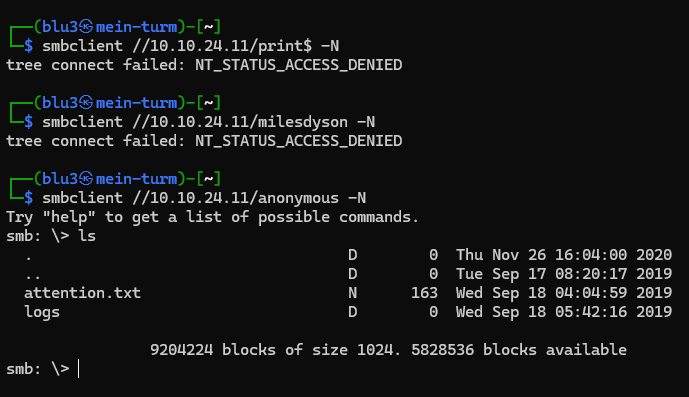 ┌──(blu3㉿mein-turm)-[~]
└─$ smbclient //10.10.24.11/print$ -N
tree connect failed: NT_STATUS_ACCESS_DENIED
┌──(blu3㉿mein-turm)-[~]
└─$ smbclient //10.10.24.11/milesdyson -N
tree connect failed: NT_STATUS_ACCESS_DENIED
┌──(blu3㉿mein-turm)-[~]
└─$ smbclient //10.10.24.11/anonymous -N
Try "help" to get a list of possible commands.
smb: \> ls
  .                                   D        0  Thu Nov 26 16:04:00 2020
  ..                                  D        0  Tue Sep 17 08:20:17 2019
  attention.txt                       N      163  Wed Sep 18 04:04:59 2019
  logs                                D        0  Wed Sep 18 05:42:16 2019
                9204224 blocks of size 1024. 5828536 blocks available
smb: \>